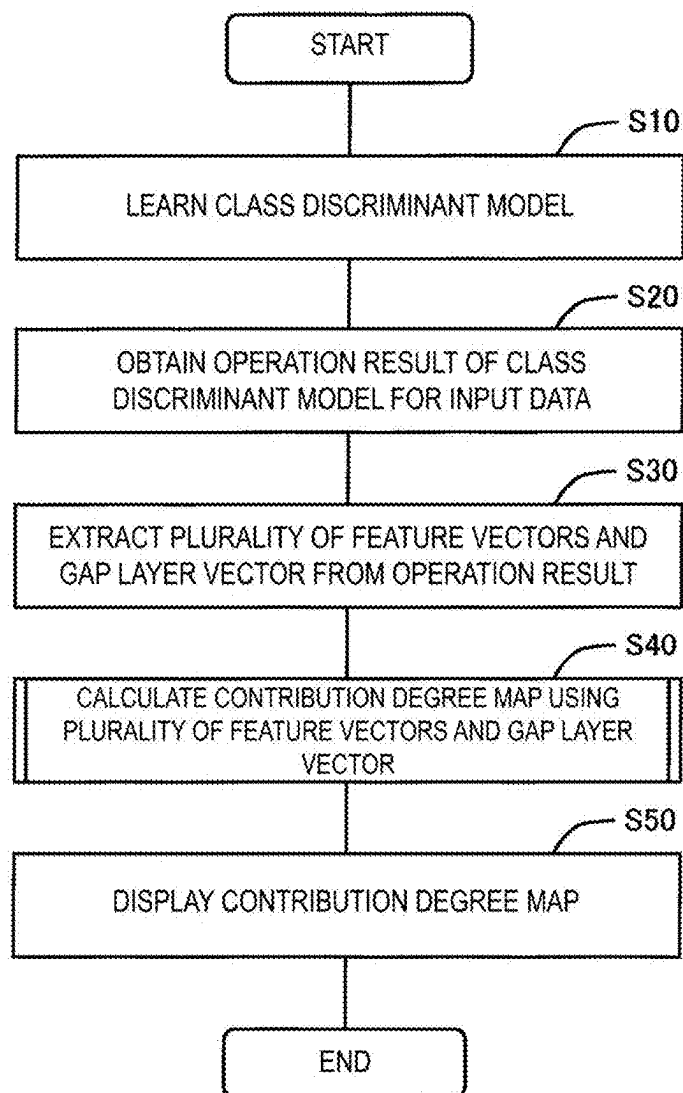 START
S10
LEARN CLASS DISCRIMINANT MODEL
S20
OBTAIN OPERATION RESULT OF CLASS
DISCRIMINANT MODEL FOR INPUT DATA
S30
EXTRACT PLURALITY OF FEATURE VECTORS AND
GAP LAYER VECTOR FROM OPERATION RESULT
S40
CALCULATE CONTRIBUTION DEGREE MAP USING
PLURALITY OF FEATURE VECTORS AND GAP LAYER
VECTOR
S50
DISPLAY CONTRIBUTION DEGREE MAP
END